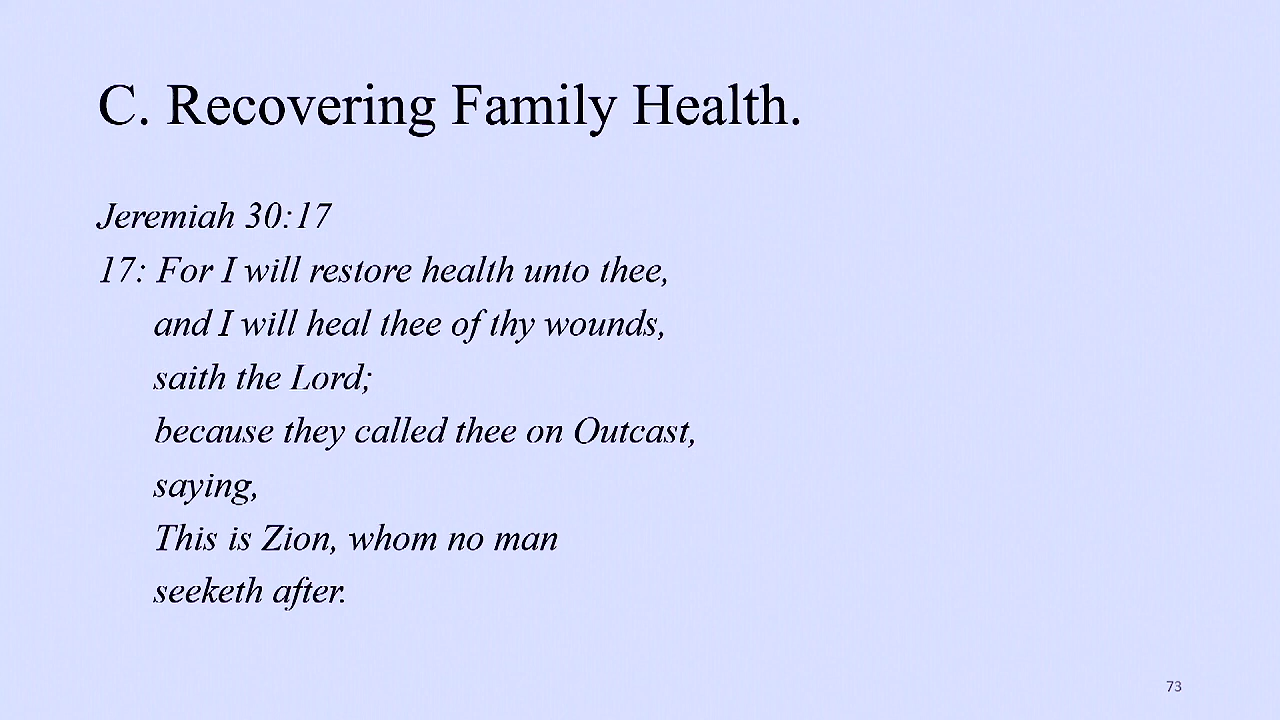 C. Recovering Family Health.
Jeremiah 30:17
17: For I will restore health unto thee,
and I will heal thee of thy wounds,
saith the Lord;
because they called thee on Outcast,
saying,
This is Zion, whom no man
seeketh after.
73